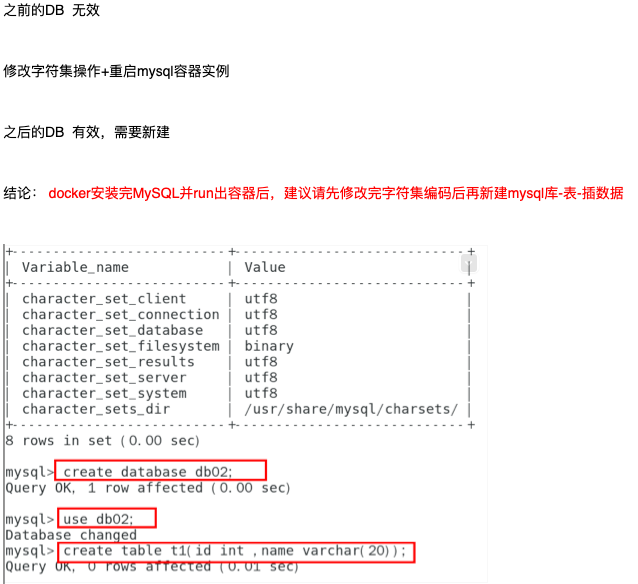 之前的DB  无效
修改字符集操作+重启mysql容器实例
之后的DB  有效，需要新建
结论：  docker安装完MySQL并run出容器后，建议请先修改完字符集编码后再新建mysql库-表-插数据
+--------------------------+----------------------------+
| Variable_name            | Value                      |
+--------------------------+----------------------------+
| character_set_client     | utf8                       |
| character_set_connection | utf8                       |
| character_set_database   | utf8                       |
| character_set_filesystem | binary                     |
| character_set_results    | utf8                       |
| character_set_server     | utf8                       |
| character_set_system     | utf8                       |
| character_sets_dir       | /usr/share/mysql/charsets/ |
+--------------------------+----------------------------+
8 rows in set (0.00 sec)
mysql> create database db02;
Query OK, 1 row affected (0.00 sec)
mysql> use db02;
Database changed
mysql> create table t1(id int ,name varchar(20));
Query OK, 0 rows affected (0.01 sec)